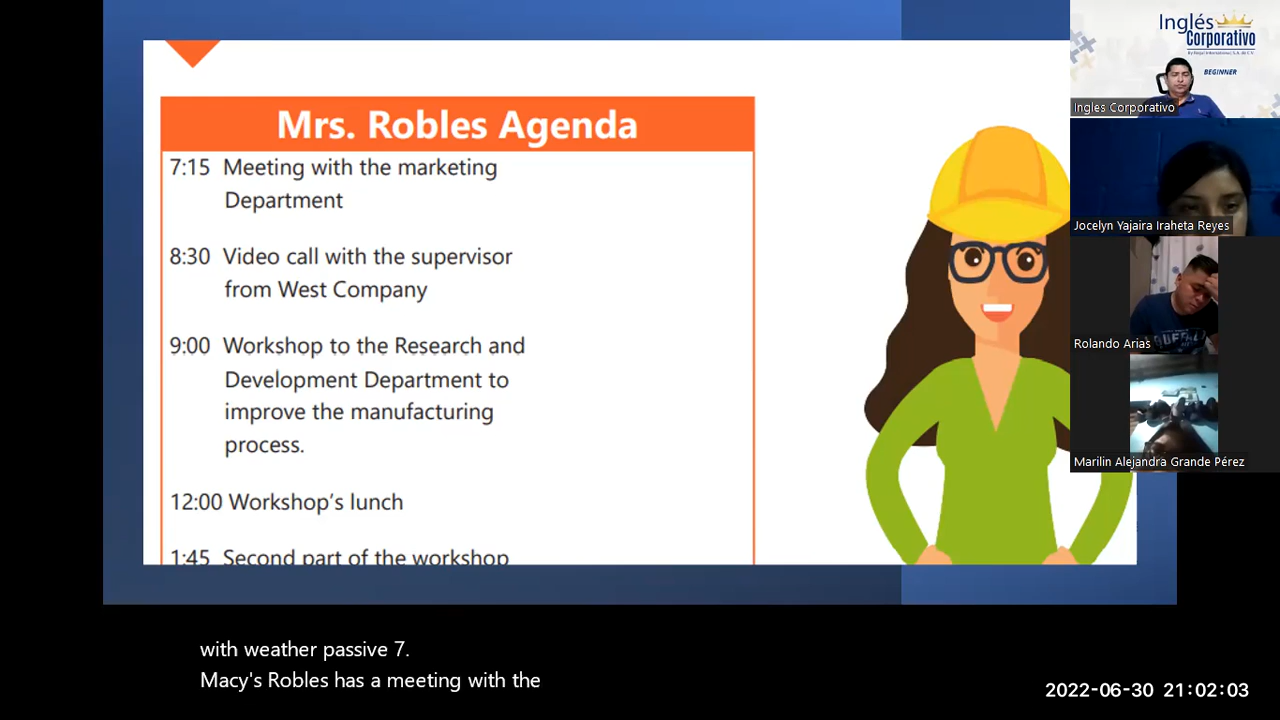 Mrs. Robles Agenda
7:15 Meeting with the marketing
Department
8:30 Video call with the supervisor
from West Company
9:00 Workshop to the Research and
Development Department to
improve the manufacturing
process.
12:00 Workshop's lunch
1:45 Second part of the workshop
Inglés
Corporativo
BEGINNER
Ingles Corporativo
Jocelyn Yajaira Iraheta Reyes
Rolando Arias
Marilin Alejandra Grande Pérez
with weather passive 7.
Macy's Robles has a meeting with the
2022-06-30 21:02:03